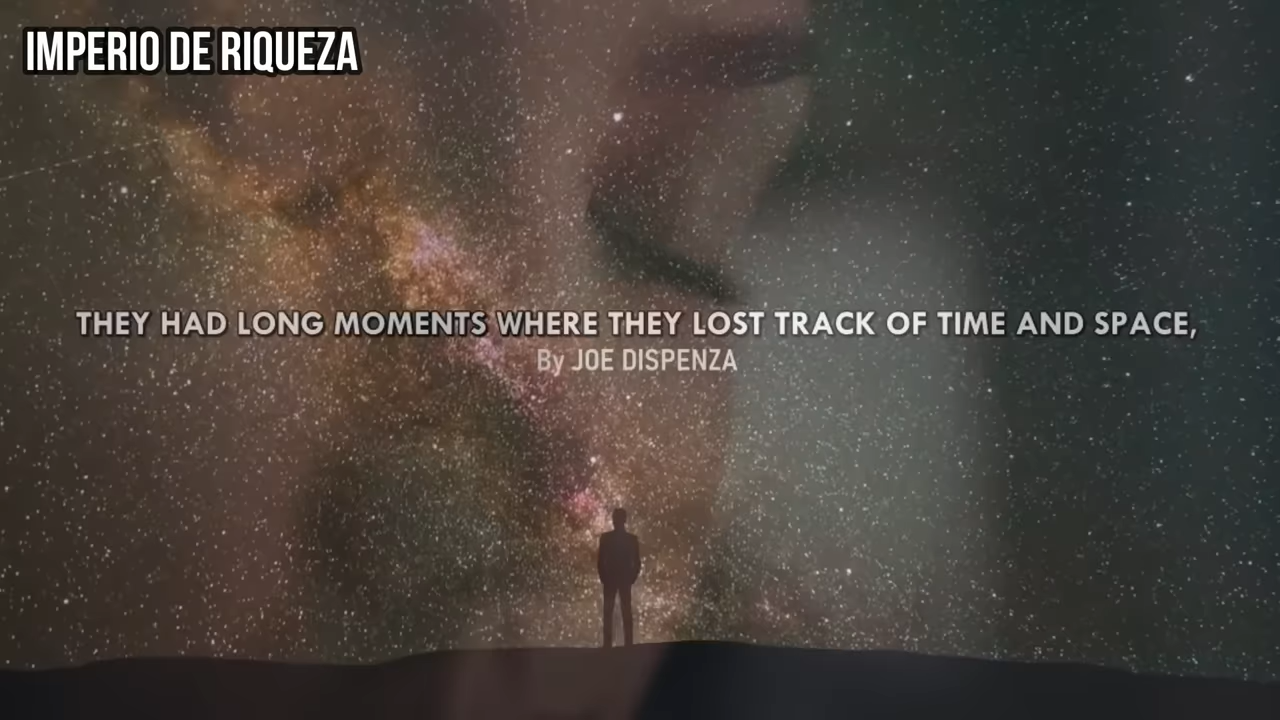 IMPERIO DE RIQUEZA
THEY HAD LONG MOMENTS WHERE THEY LOST TRACK OF TIME AND SPACE,
By JOE DISPENZA